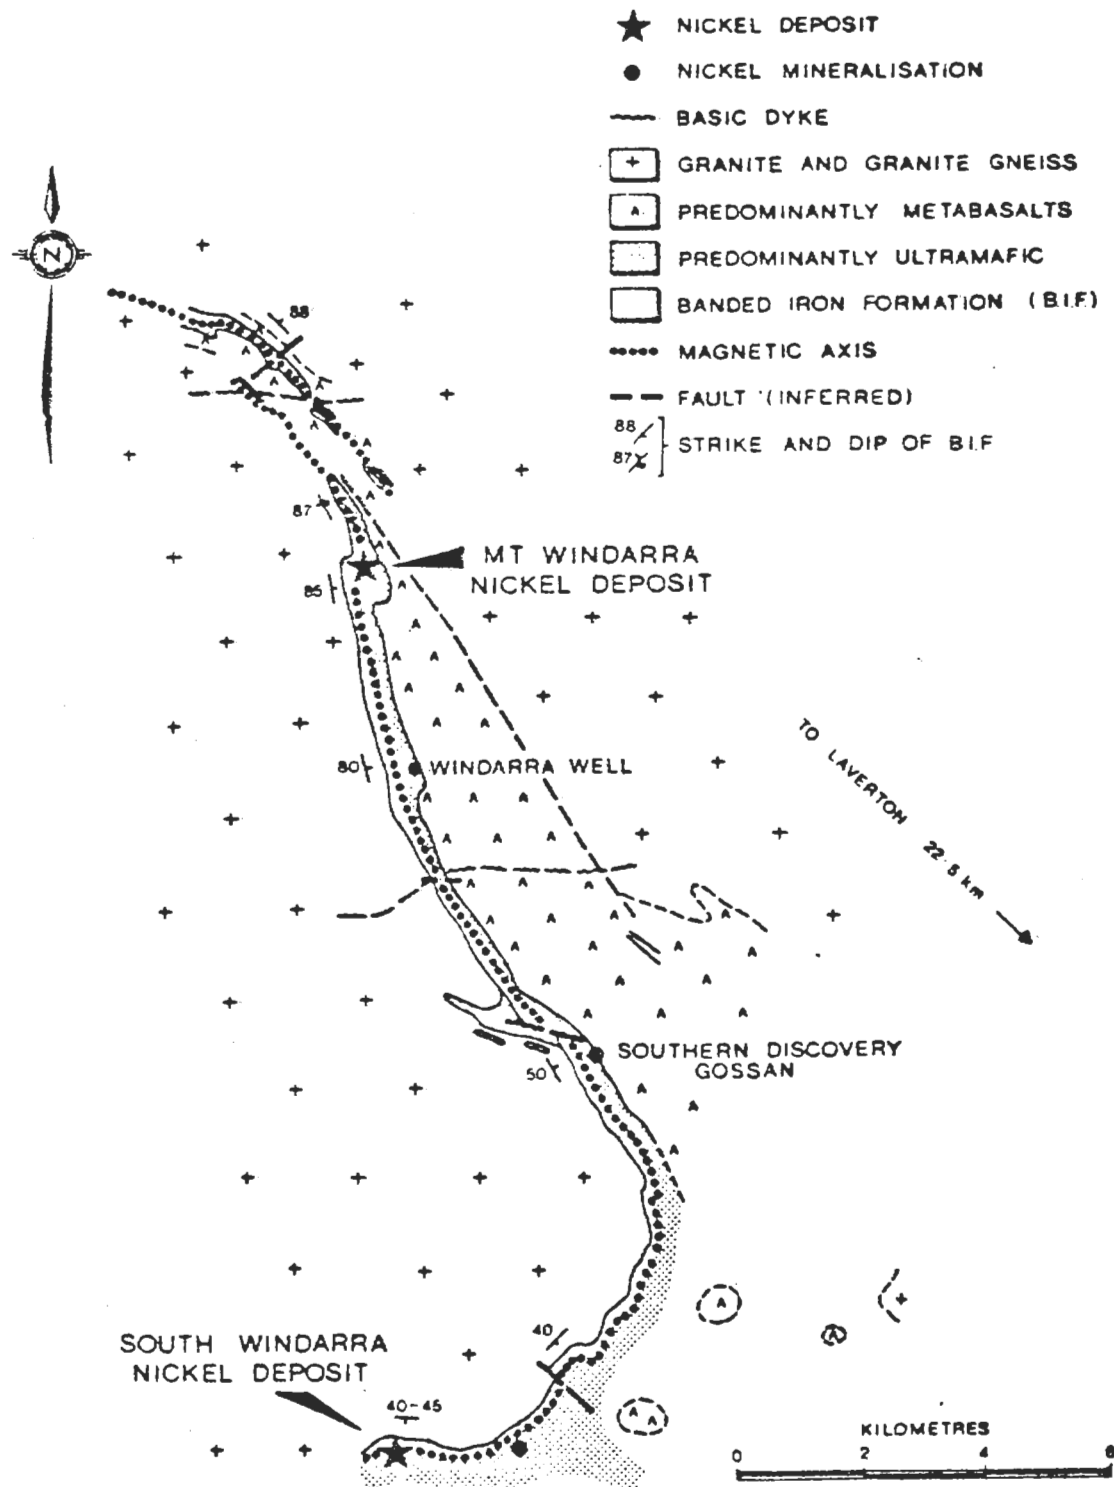 NICKEL DEPOSIT
NICKEL MINERALISATION
BASIC DYKE
+ GRANITE AND GRANITE GNEISS
A PREDOMINANTLY METABASALTS
PREDOMINANTLY ULTRAMAFIC
BANDED IRON FORMATION (B.I.F)
MAGNETIC AXIS
FAULT (INFERRED)
88
87
STRIKE AND DIP OF B.I.F
N
88
87
MT WINDARRA
NICKEL DEPOSIT
85
80
WINDARRA WELL
TO LAVERTON 22.5 km
SOUTHERN DISCOVERY
GOSSAN
50
40
SOUTH WINDARRA
NICKEL DEPOSIT
40-45
KILOMETRES
0 2 4 6